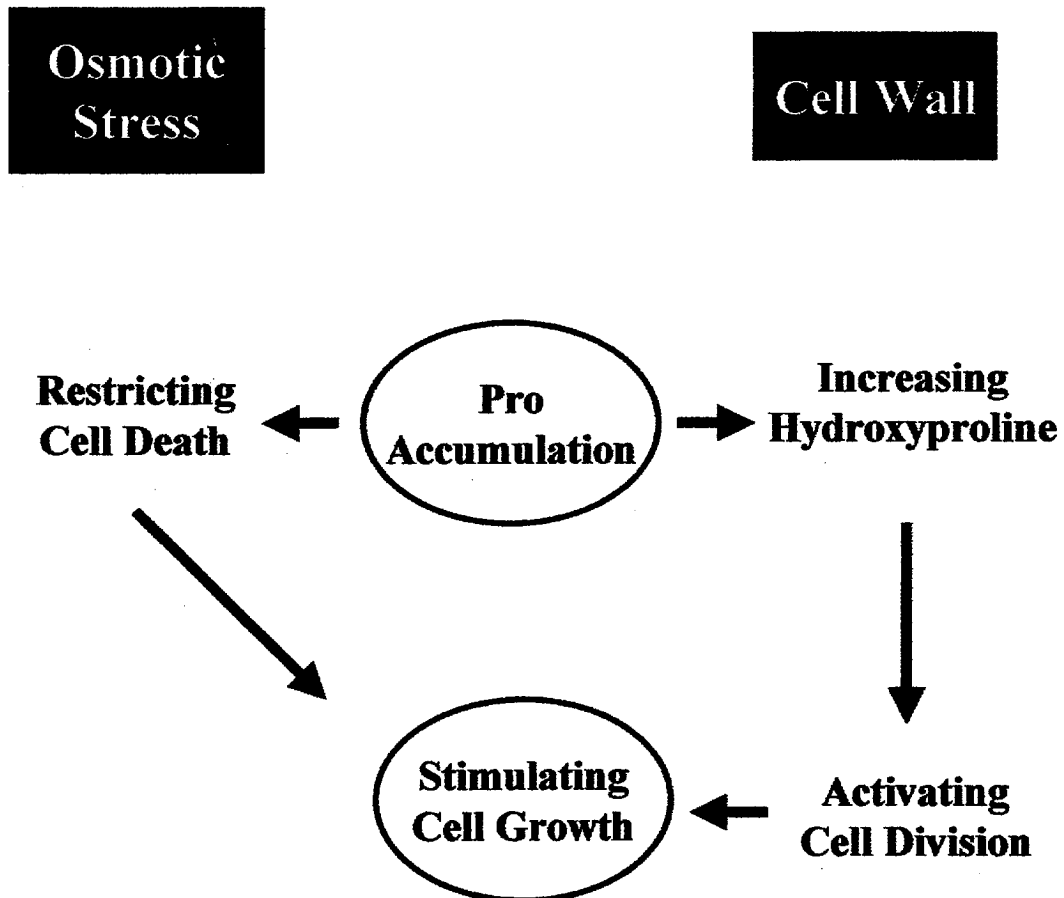 Osmotic
Stress
Cell Wall
Restricting
Cell Death
Pro
Accumulation
Increasing
Hydroxyproline
Stimulating
Cell Growth
Activating
Cell Division